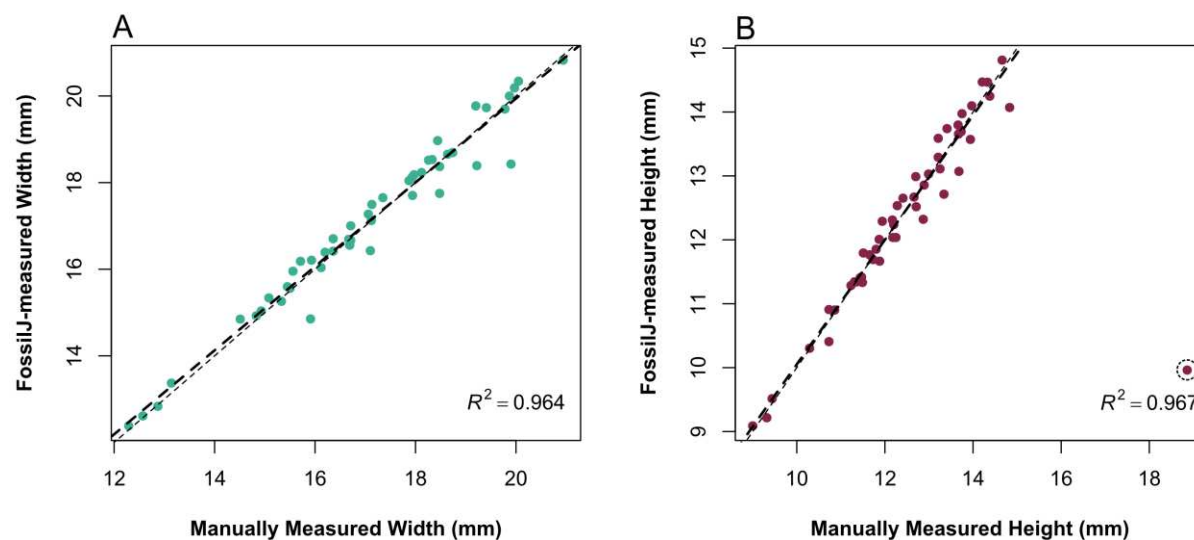 A
FossilJ-measured Width (mm)
20
18
16
14
12
14
16
18
20
R² = 0.964
Manually Measured Width (mm)
B
FossilJ-measured Height (mm)
15
14
13
12
11
10
9
10
12
14
16
18
R² = 0.967
Manually Measured Height (mm)